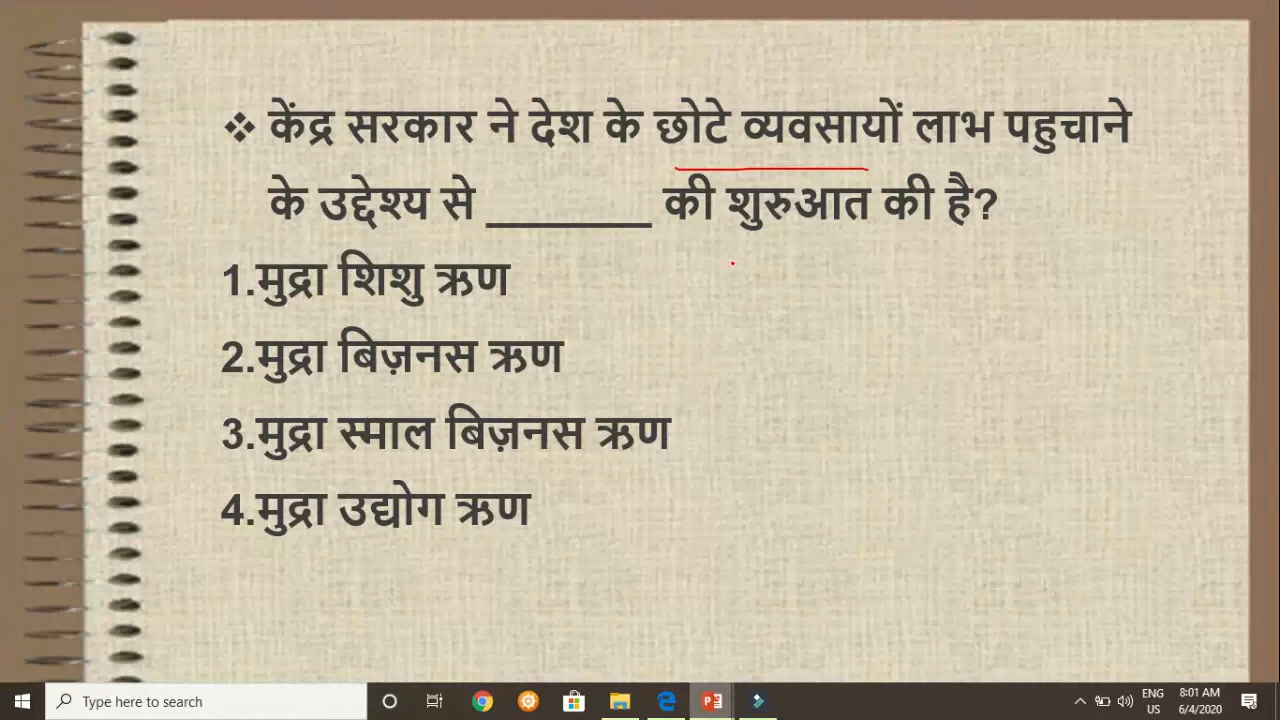 ❖ केंद्र सरकार ने देश के छोटे व्यवसायों लाभ पहुचाने
के उद्देश्य से _______ की शुरुआत की है?
1.मुद्रा शिशु ऋण
2.मुद्रा बिज़नस ऋण
3.मुद्रा स्माल बिज़नस ऋण
4.मुद्रा उद्योग ऋण
Type here to search
ENG
US
8:01 AM
6/4/2020